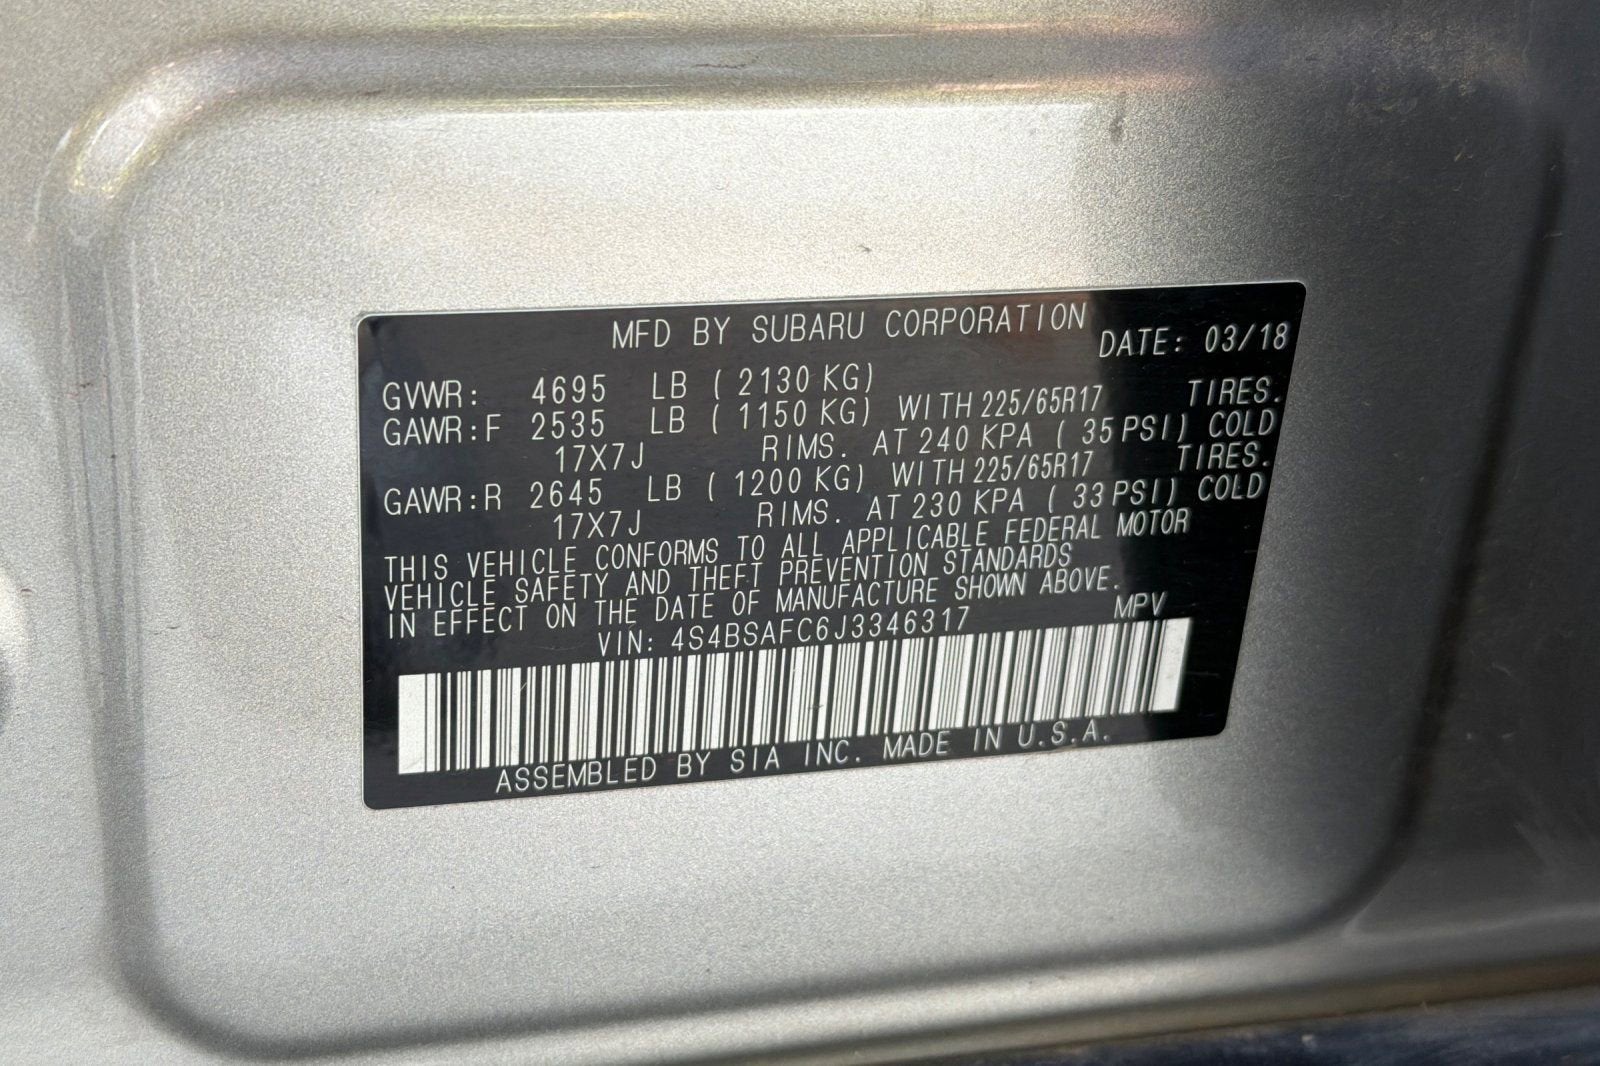 MFD BY SUBARU CORPORATION DATE: 03/18
GVWR: 4695 LB ( 2130 KG)
GAWR:F 2535 LB ( 1150 KG) WITH 225/65R17 TIRES.
17X7J RIMS. AT 240 KPA ( 35 PSI) COLD
GAWR:R 2645 LB ( 1200 KG) WITH 225/65R17 TIRES.
17X7J RIMS. AT 230 KPA ( 33 PSI) COLD
THIS VEHICLE CONFORMS TO ALL APPLICABLE FEDERAL MOTOR
VEHICLE SAFETY AND THEFT PREVENTION STANDARDS
IN EFFECT ON THE DATE OF MANUFACTURE SHOWN ABOVE.
VIN: 4S4BSAFC6J3346317 MPV
ASSEMBLED BY SIA INC. MADE IN U.S.A.